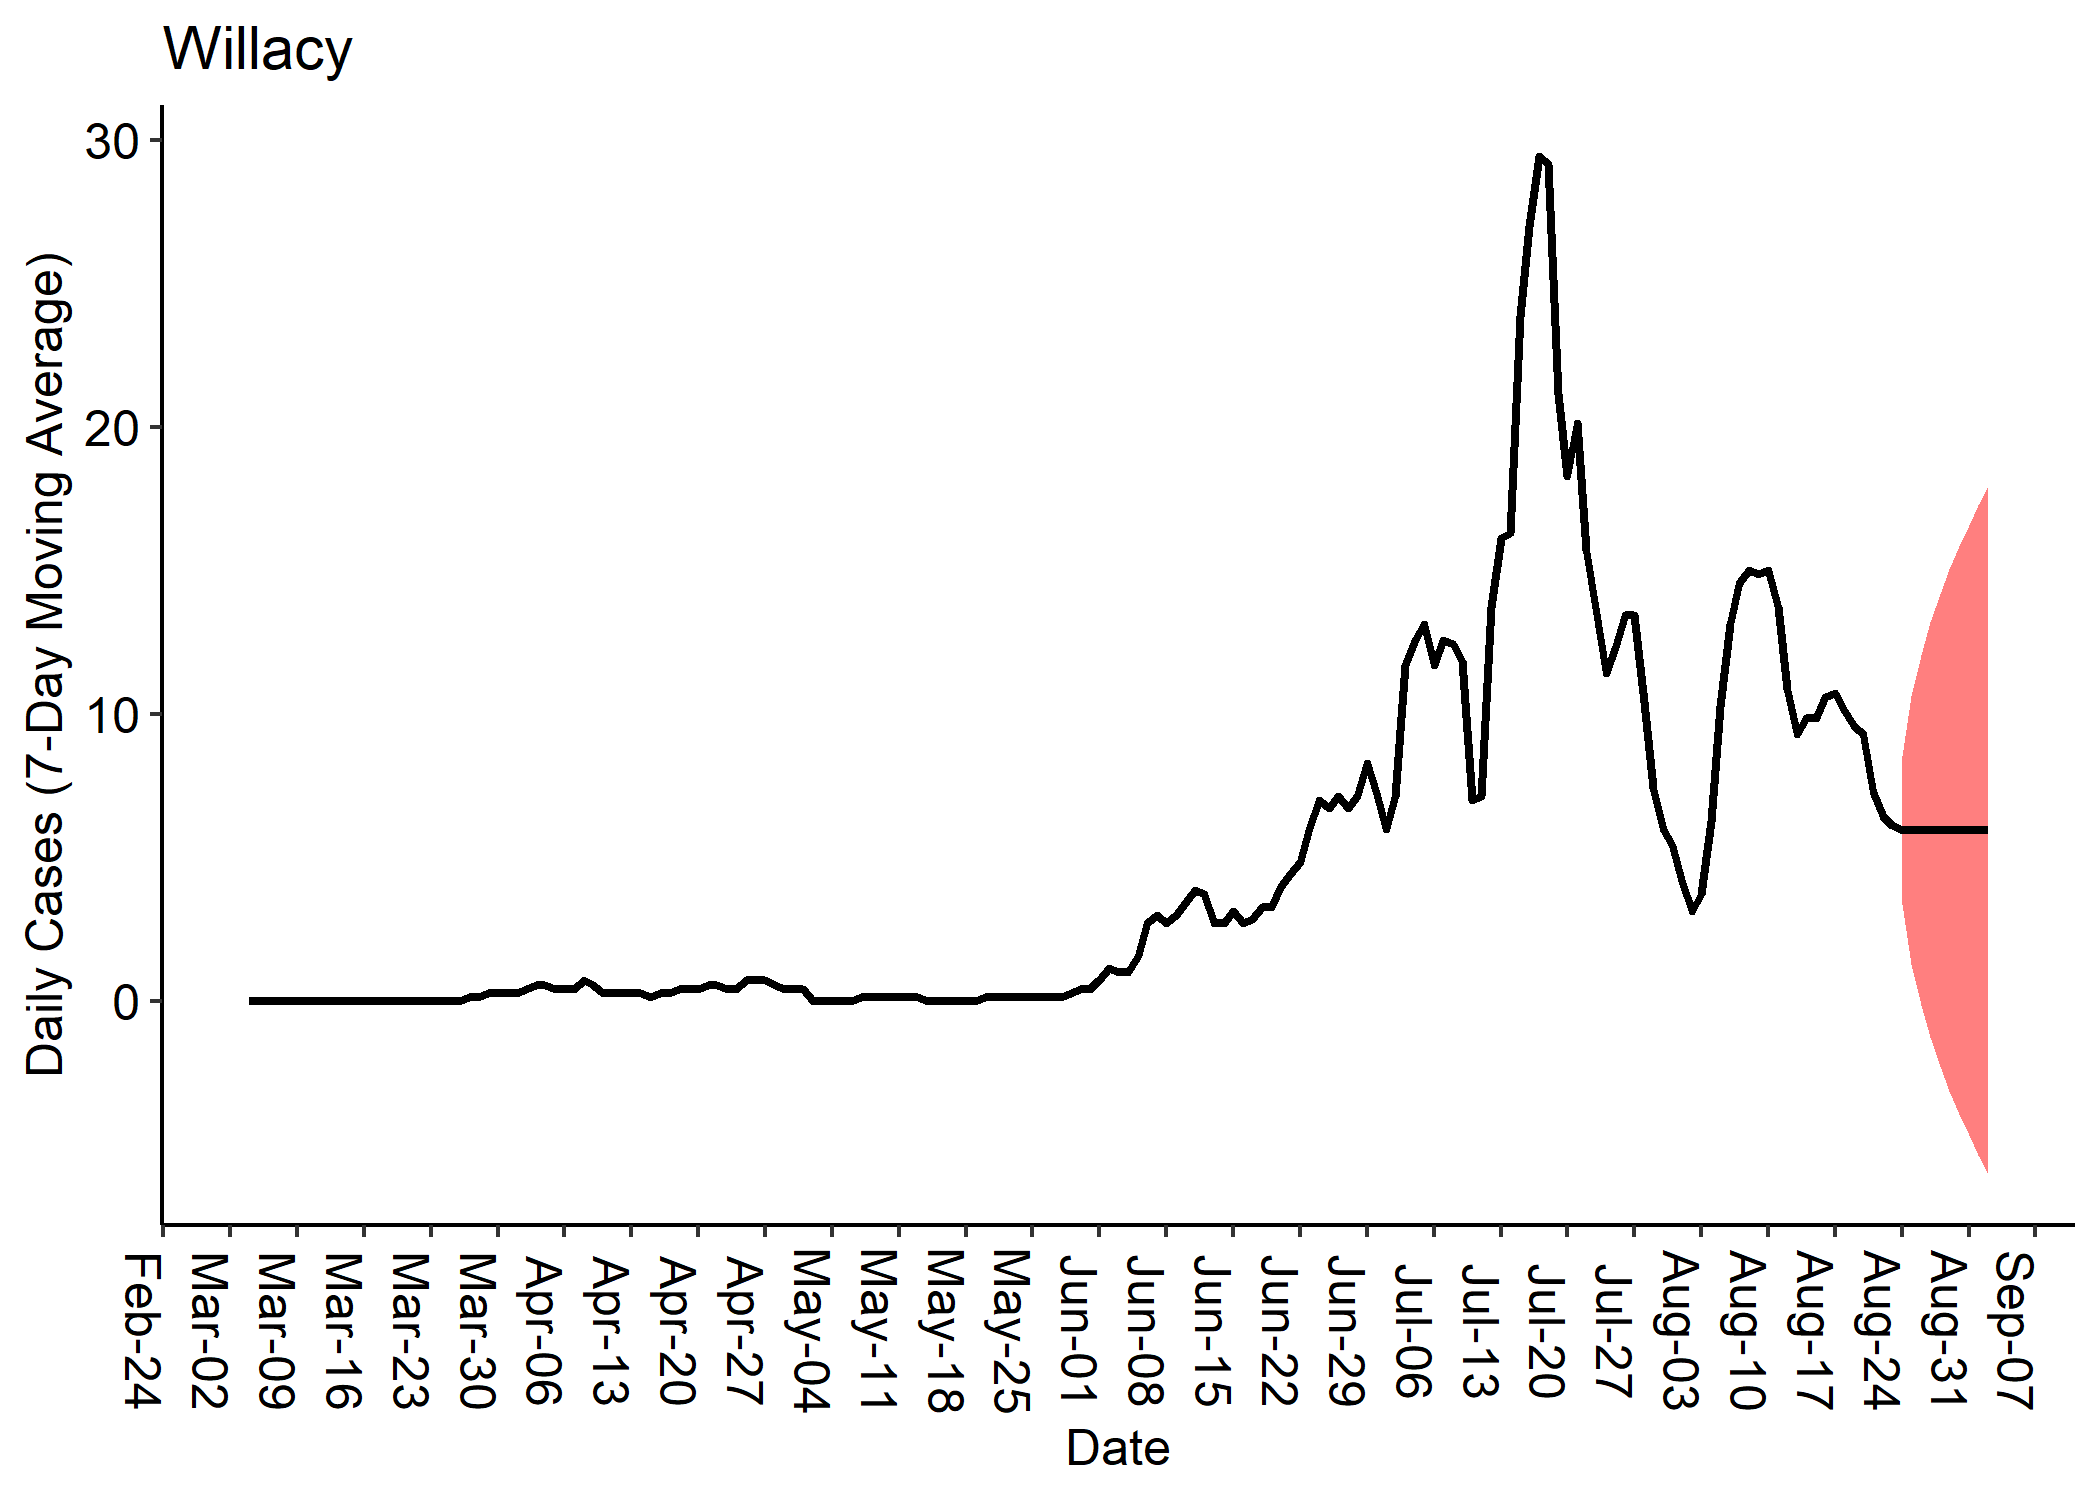 Willacy
Daily Cases (7-Day Moving Average)
30
20
10
0
Feb-24
Mar-02
Mar-09
Mar-16
Mar-23
Mar-30
Apr-06
Apr-13
Apr-20
Apr-27
May-04
May-11
May-18
May-25
Jun-01
Jun-08
Jun-15
Jun-22
Jun-29
Jul-06
Jul-13
Jul-20
Jul-27
Aug-03
Aug-10
Aug-17
Aug-24
Aug-31
Sep-07
Date